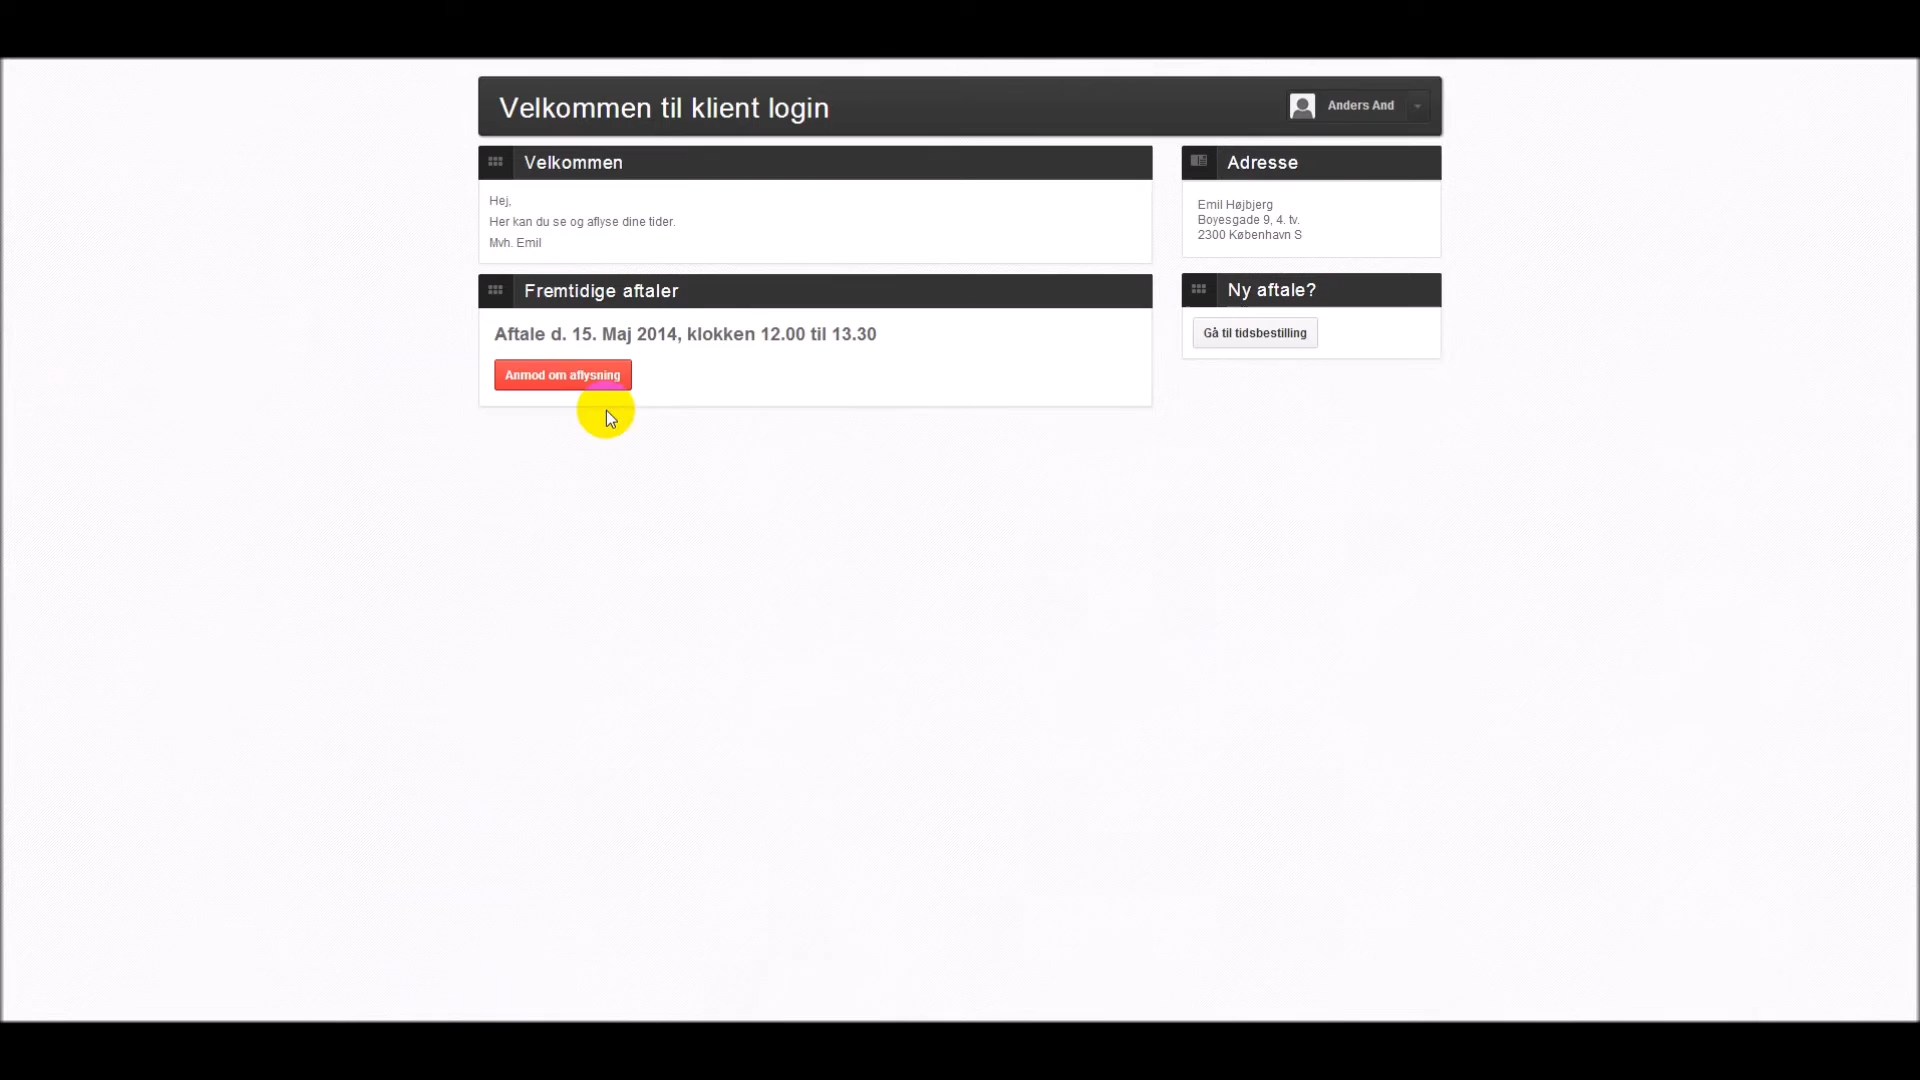 Velkommen til klient login
Anders And
Velkommen
Hej,
Her kan du se og aflyse dine tider.
Mvh. Emil
Fremtidige aftaler
Aftale d. 15. Maj 2014, klokken 12.00 til 13.30
Anmod om aflysning
Adresse
Emil Højbjerg
Boyesgade 9, 4. tv.
2300 København S
Ny aftale?
Gå til tidsbestilling